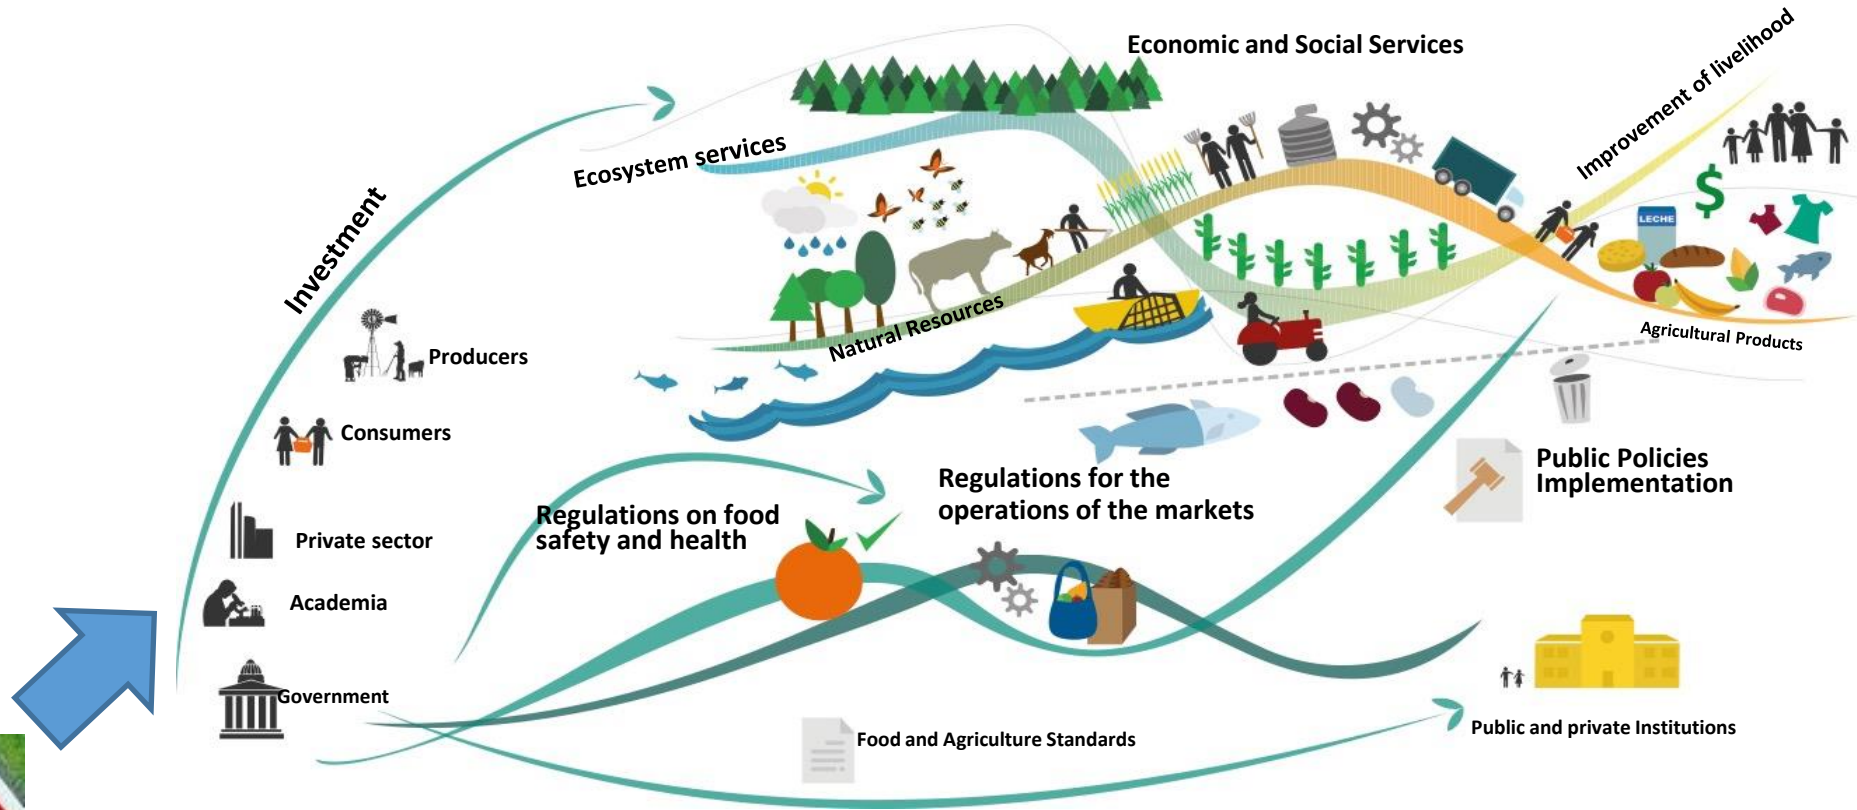 Economic and Social Services
Improvement of livelihood
Ecosystem services
Investment
LECHE
Natural Resources
Agricultural Products
Producers
Consumers
Private sector
Academia
Government
Regulations on food
safety and health
Regulations for the
operations of the markets
Public Policies
Implementation
Food and Agriculture Standards
Public and private Institutions